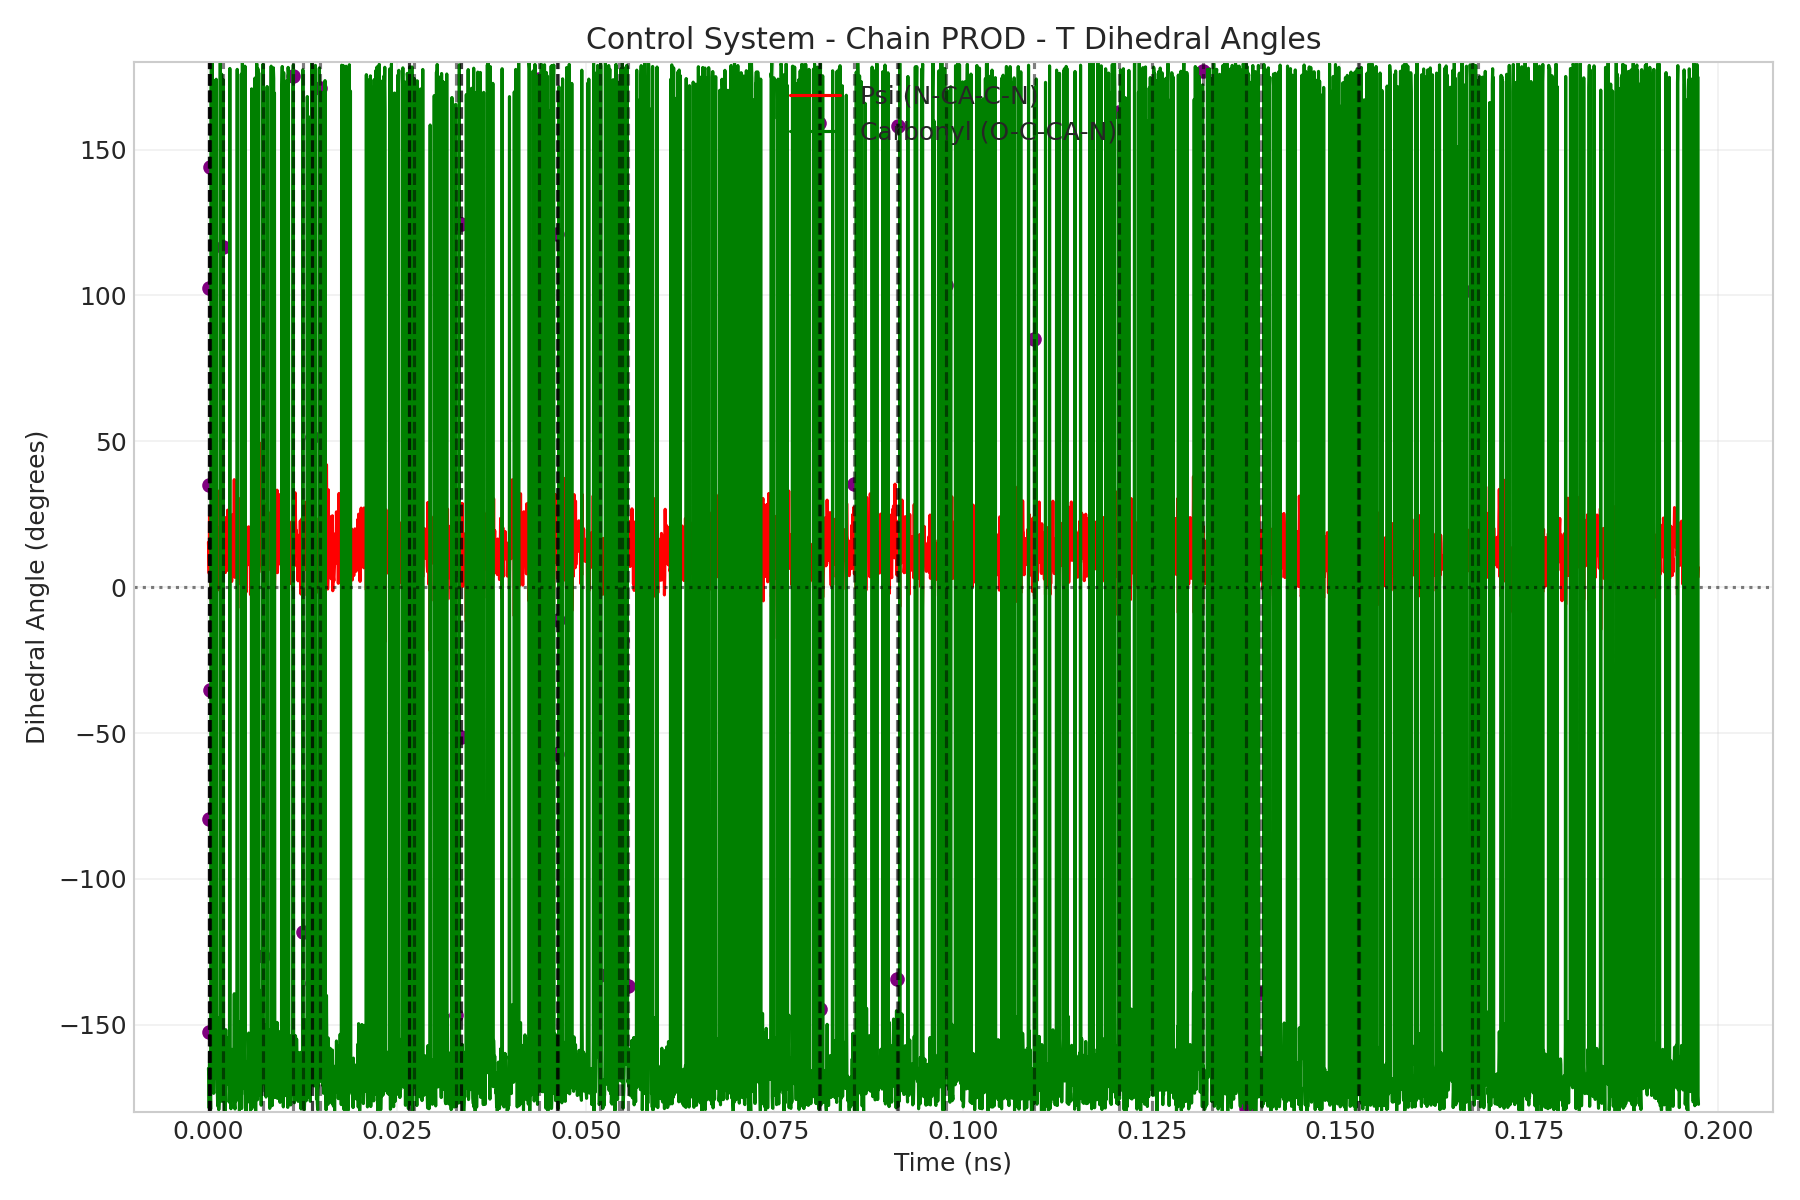 Control System - Chain PROD - T Dihedral Angles
Psi (N-CA-C-N)
Carbonyl (O-C-CA-N)
Dihedral Angle (degrees)
150
100
50
0
−50
−100
−150
0.000 0.025 0.050 0.075 0.100 0.125 0.150 0.175 0.200
Time (ns)